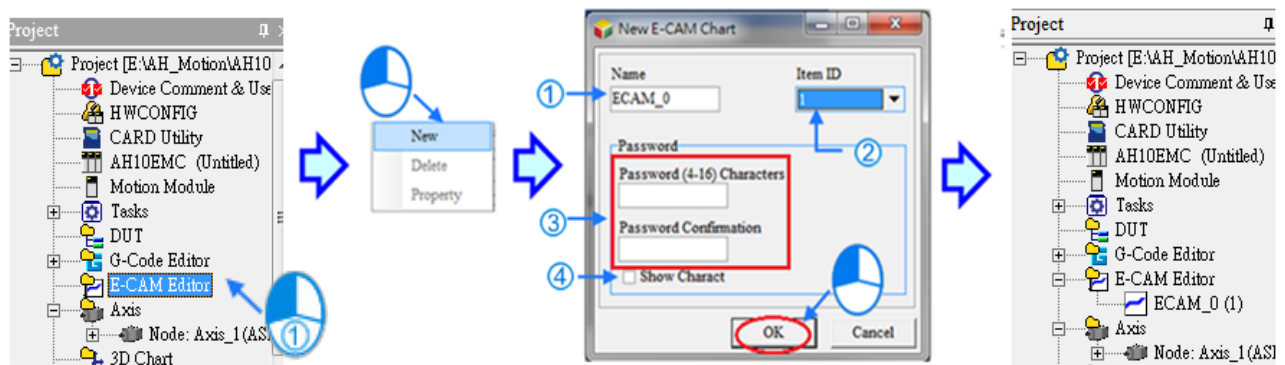 Project
Project [E:\AH_Motion\AH10
Device Comment & Use
HWCONFIG
CARD Utility
AH10EMC (Untitled)
Motion Module
Tasks
DUT
G-Code Editor
E-CAM Editor
Axis
Node: Axis_1(AS
3D Chart
1
New
Delete
Property
New E-CAM Chart
Name
Item ID
1
ECAM_0
1
2
Password
Password (4-16) Characters
3
Password Confirmation
4
Show Charact
OK
Cancel
Project
Project [E:\AH_Motion\AH10
Device Comment & Use
HWCONFIG
CARD Utility
AH10EMC (Untitled)
Motion Module
Tasks
DUT
G-Code Editor
E-CAM Editor
ECAM_0 (1)
Axis
Node: Axis_1(ASI